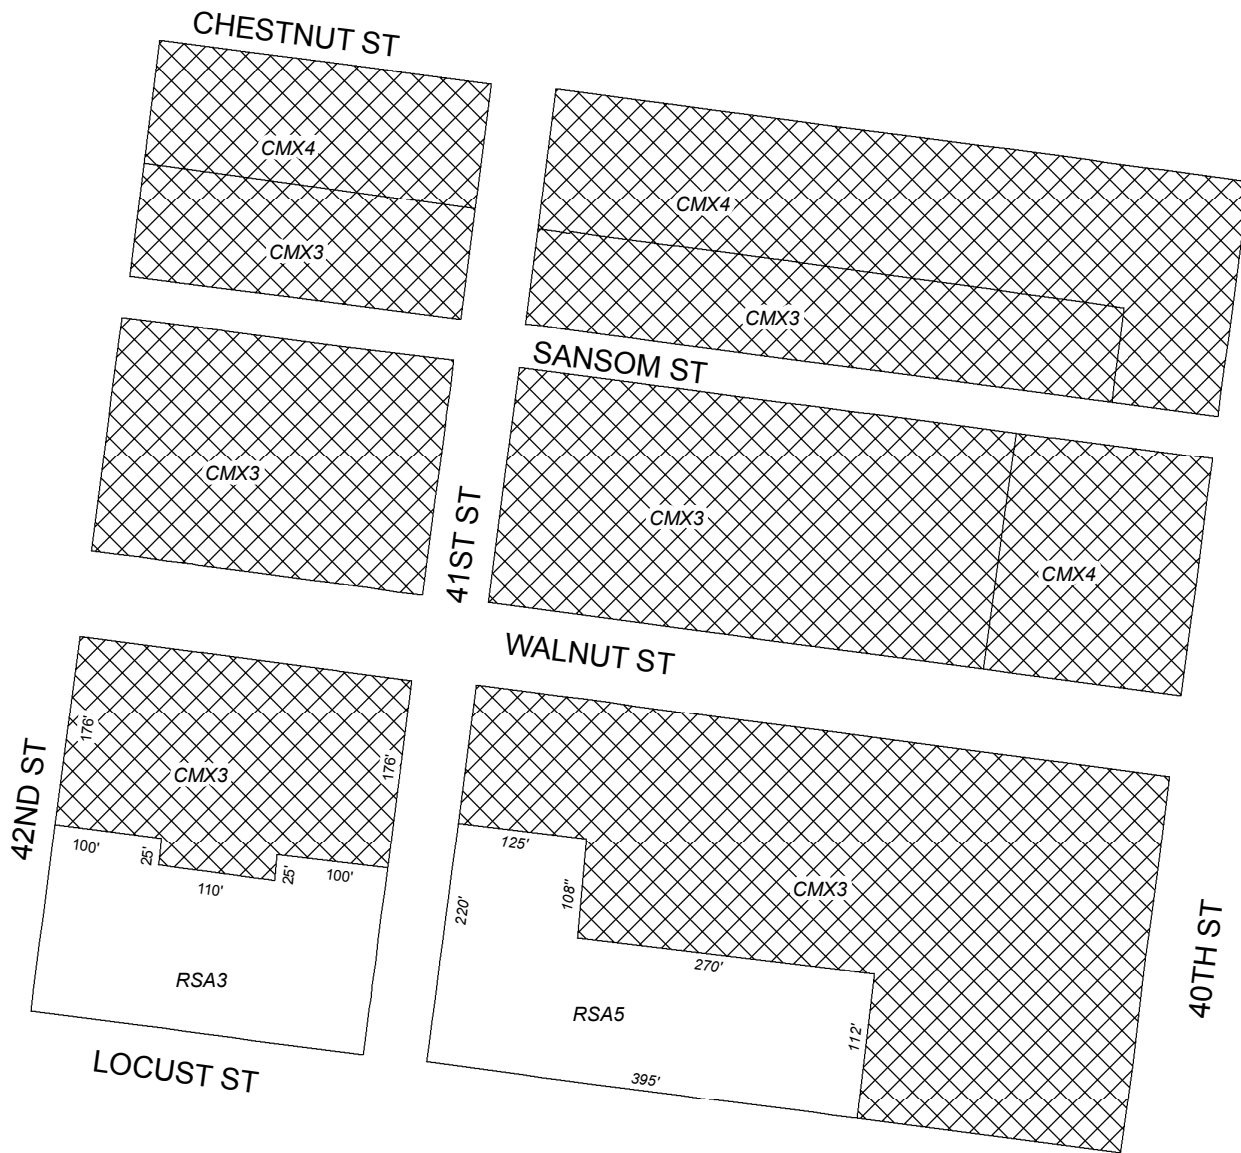 CHESTNUT ST
CMX4
CMX3
CMX4
CMX3
SANSOM ST
CMX3
41ST ST
CMX3
CMX4
WALNUT ST
42ND ST
176'
CMX3
176'
100'
25'
110'
25'
100'
RSA3
LOCUST ST
125'
108"
220'
270'
CMX3
RSA5
112'
395'
40TH ST